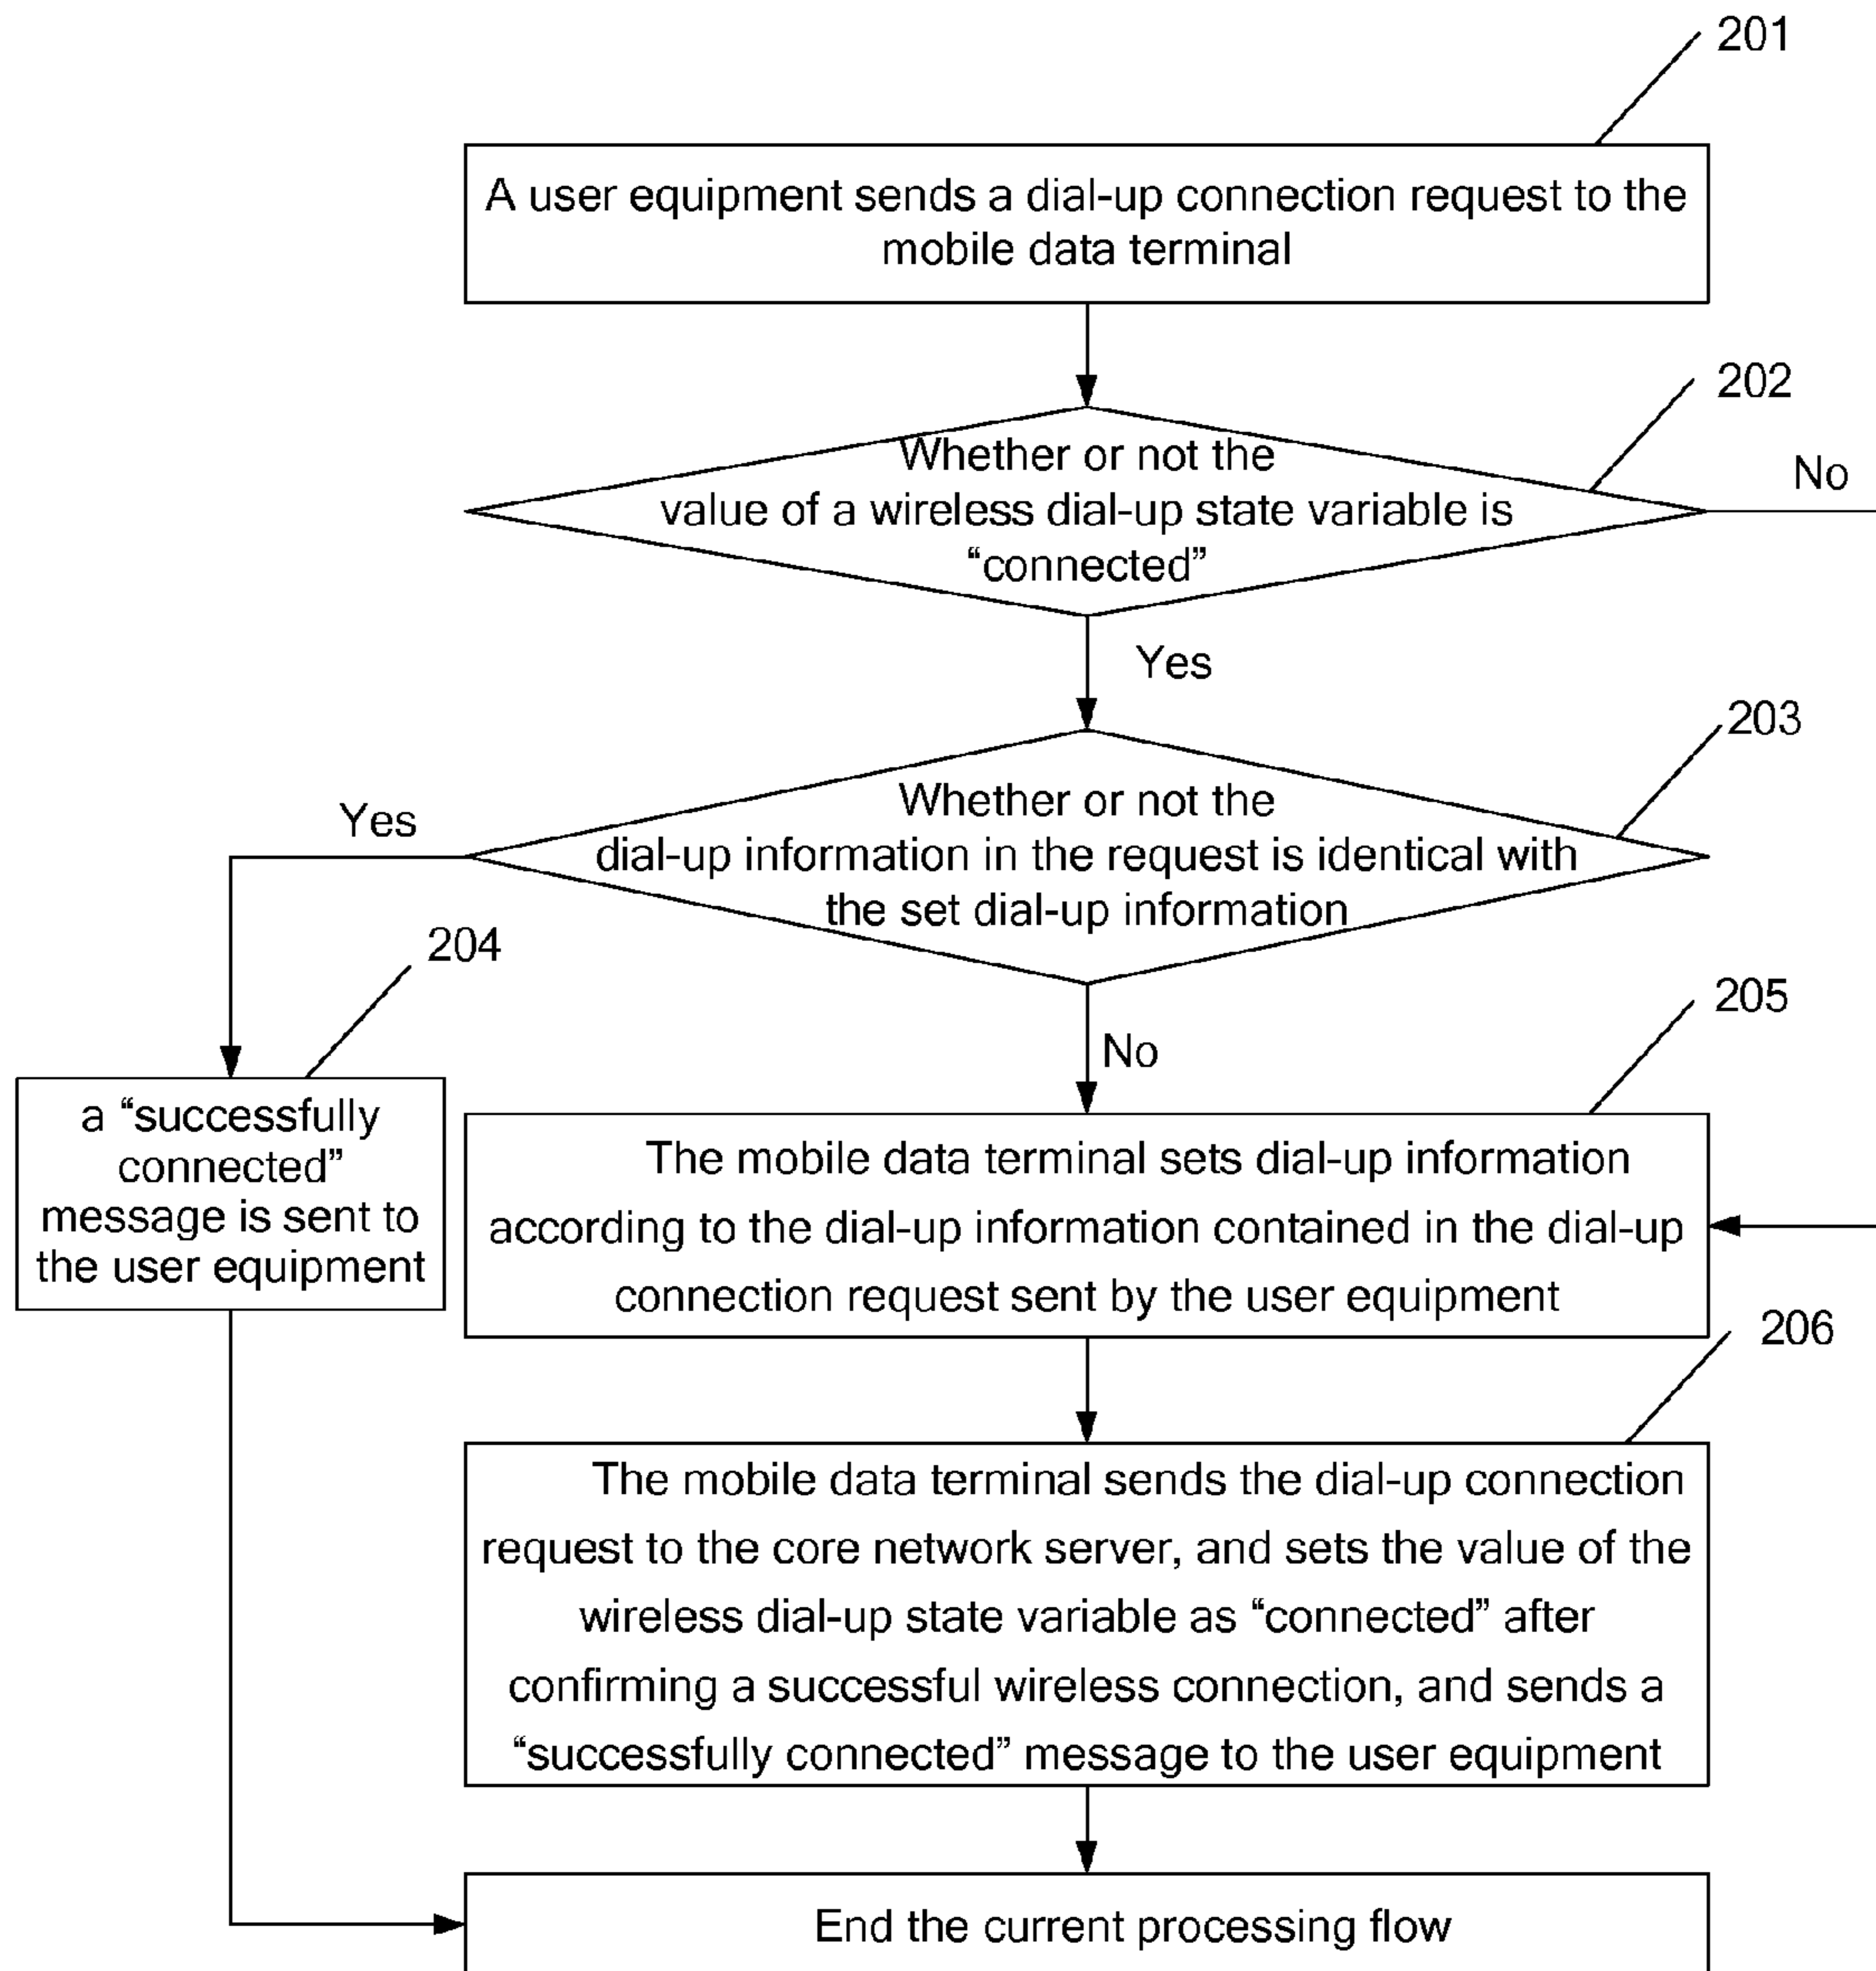 201
A user equipment sends a dial-up connection request to the
mobile data terminal
202
Whether or not the
value of a wireless dial-up state variable is
“connected”
No
Yes
203
Whether or not the
dial-up information in the request is identical with
the set dial-up information
Yes
204
a “successfully
connected”
message is sent to
the user equipment
No
205
The mobile data terminal sets dial-up information
according to the dial-up information contained in the dial-up
connection request sent by the user equipment
206
The mobile data terminal sends the dial-up connection
request to the core network server, and sets the value of the
wireless dial-up state variable as “connected” after
confirming a successful wireless connection, and sends a
“successfully connected” message to the user equipment
End the current processing flow